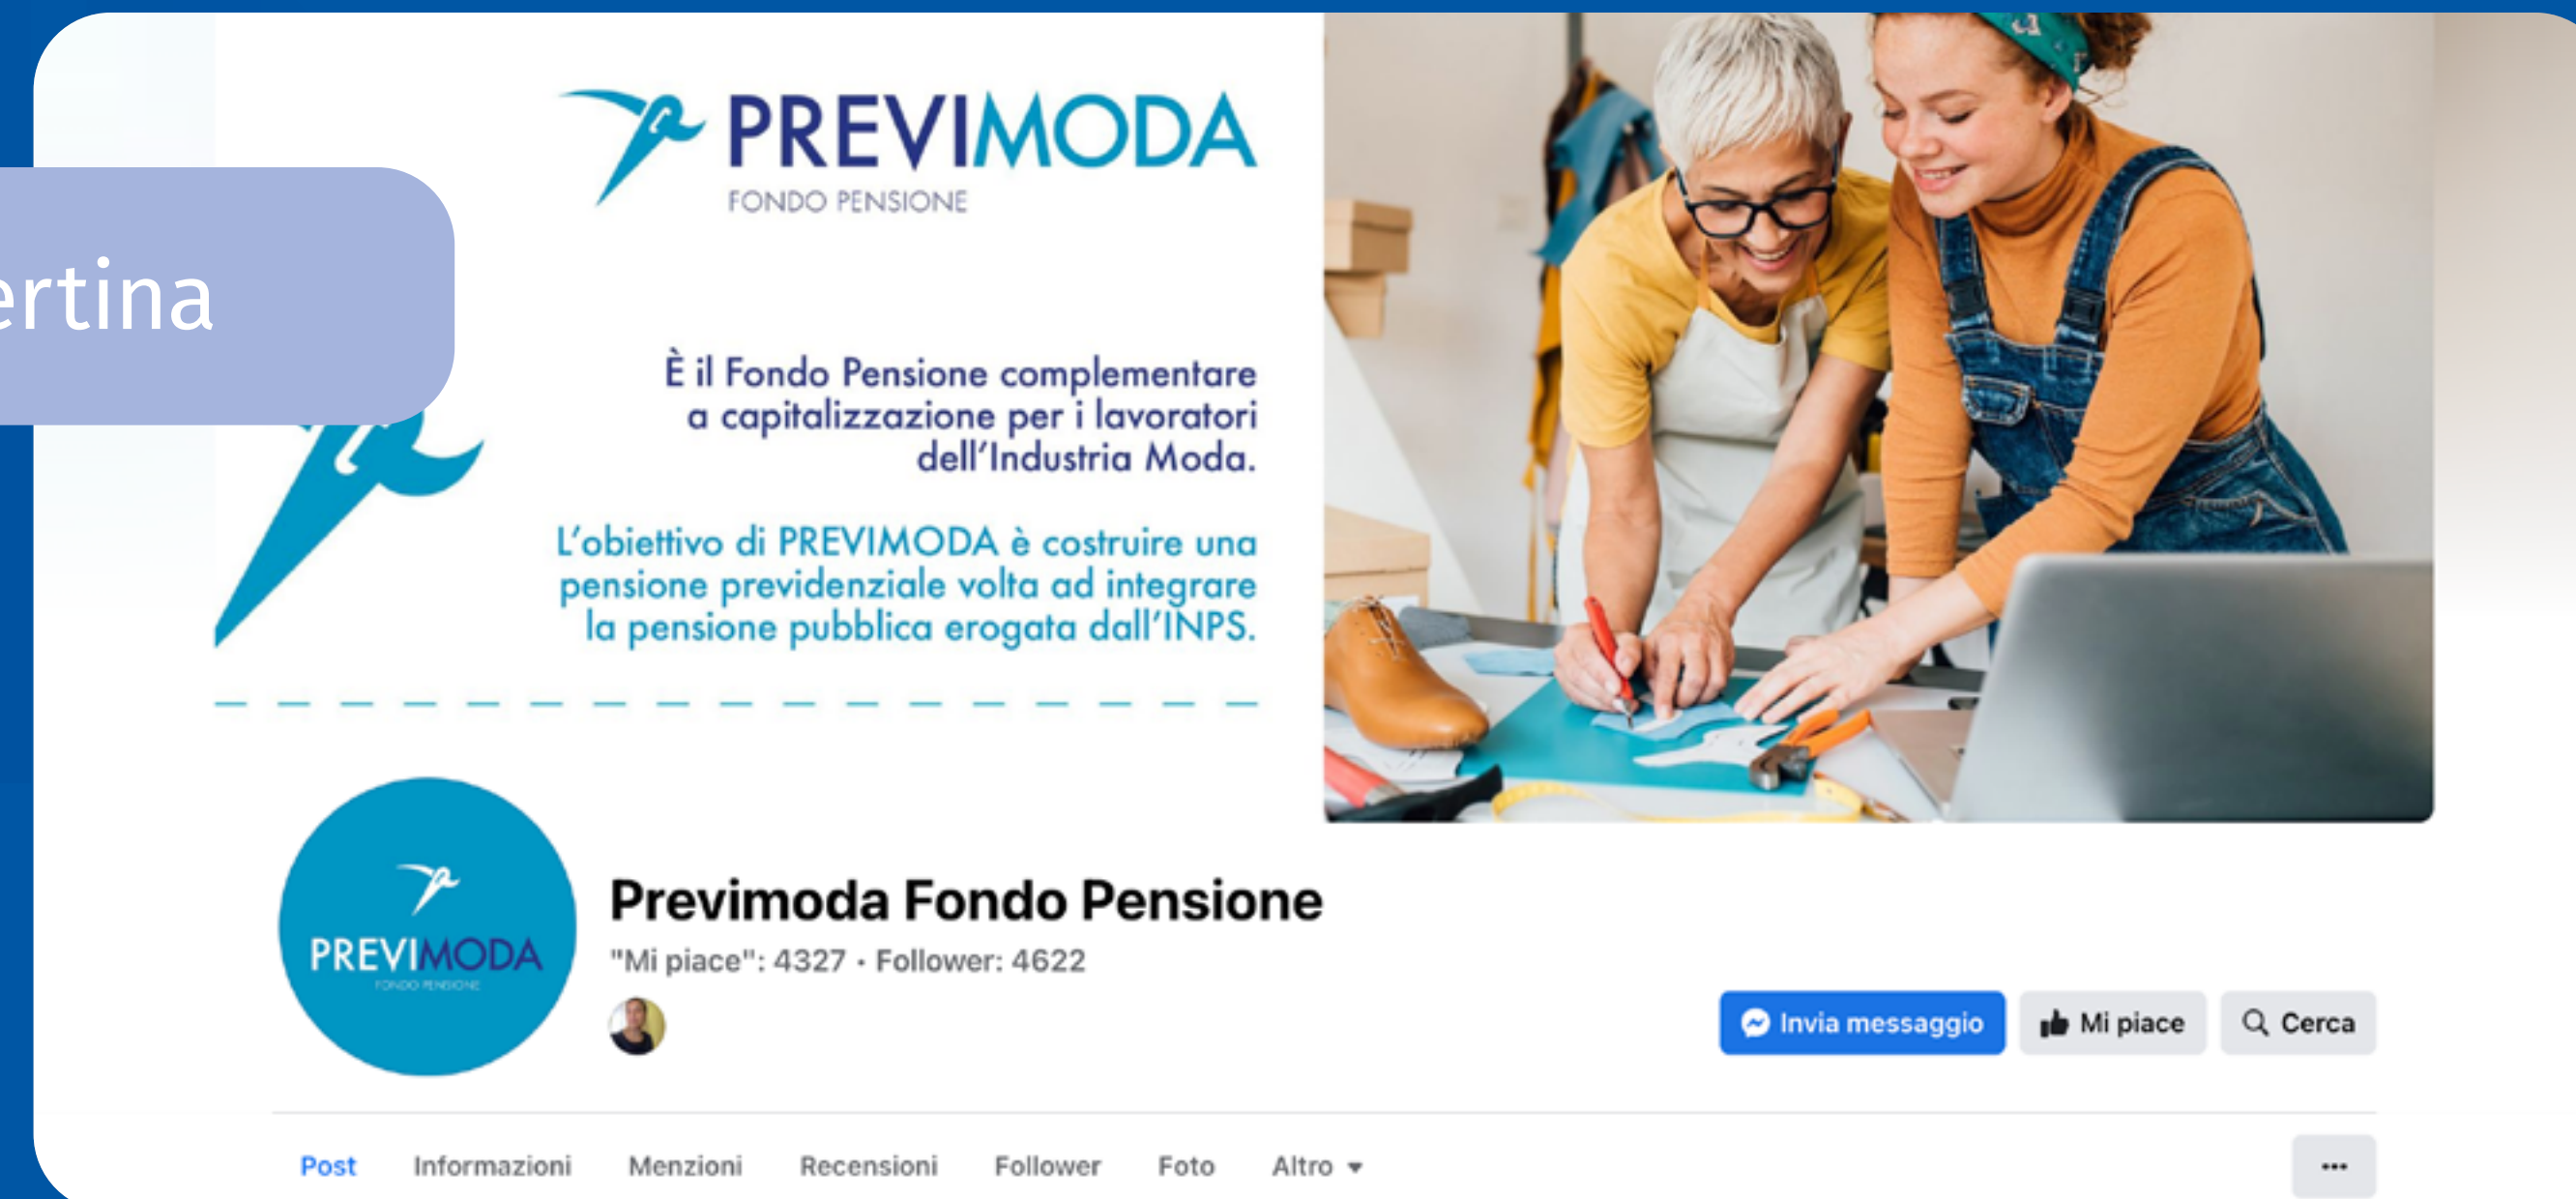 PREVIMODA
FONDO PENSIONE
ertina
È il Fondo Pensione complementare
a capitalizzazione per i lavoratori
dell'Industria Moda.
L'obiettivo di PREVIMODA è costruire una
pensione previdenziale volta ad integrare
la pensione pubblica erogata dall'INPS.
PREVIMODA
FONDO PENSIONE
Previmoda Fondo Pensione
"Mi piace": 4327 · Follower: 4622
Invia messaggio
Mi piace
Cerca
Post Informazioni Menzioni Recensioni Follower Foto Altro